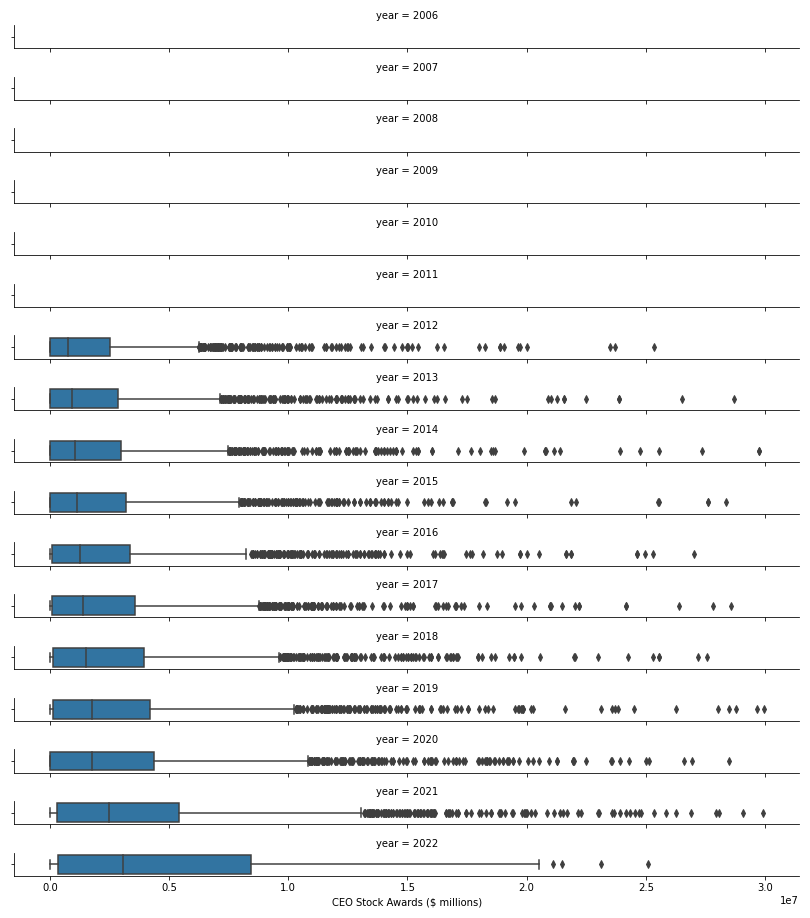 year = 2006
year = 2007
year = 2008
year = 2009
year = 2010
year = 2011
year = 2012
year = 2013
year = 2014
year = 2015
year = 2016
year = 2017
year = 2018
year = 2019
year = 2020
year = 2021
year = 2022
0.0 0.5 1.0 1.5 2.0 2.5 3.0
1e7
CEO Stock Awards ($ millions)